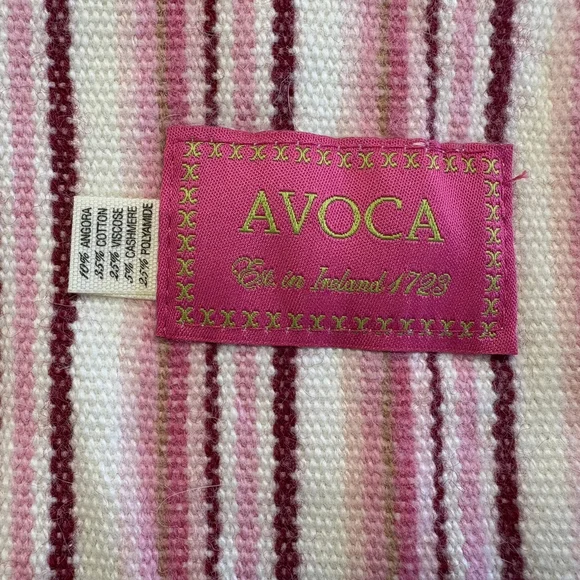 AVOCA
Est. in Ireland 1723
10% ANGORA
35% COTTON
25% VISCOSE
5% CASHMERE
25% POLYAMIDE